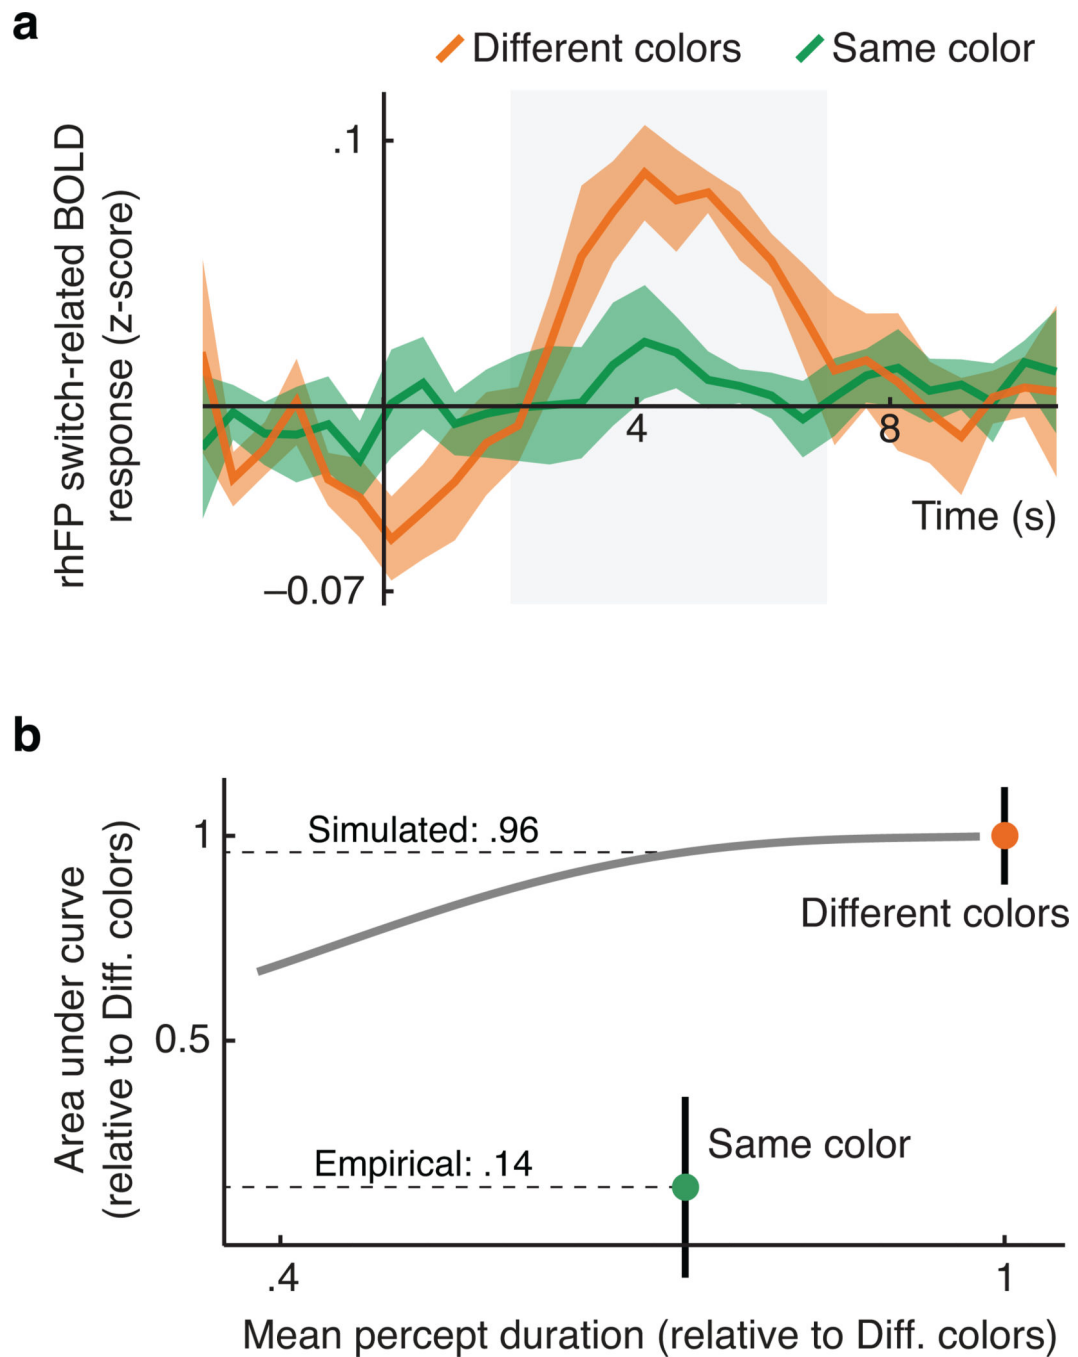 a
Different colors
Same color
rhFP switch-related BOLD
response (z-score)
.1
4
8
Time (s)
–0.07
b
Area under curve
(relative to Diff. colors)
1
Simulated: .96
Different colors
0.5
Same color
Empirical: .14
.4
1
Mean percept duration (relative to Diff. colors)